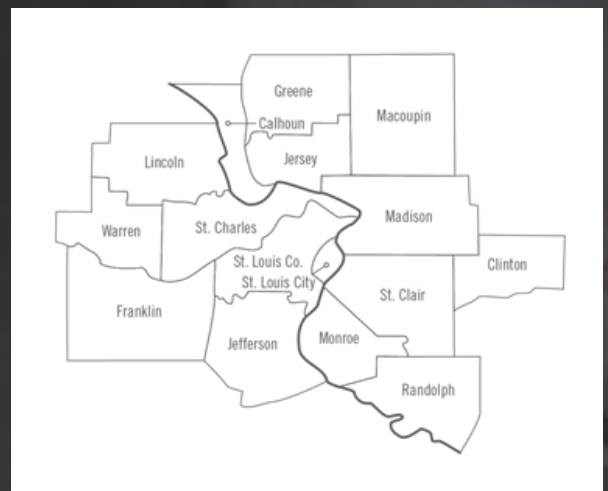 Greene
Macoupin
Calhoun
Jersey
Lincoln
Madison
Warren
St. Charles
St. Louis Co.
Clinton
St. Louis City
St. Clair
Franklin
Jefferson
Monroe
Randolph